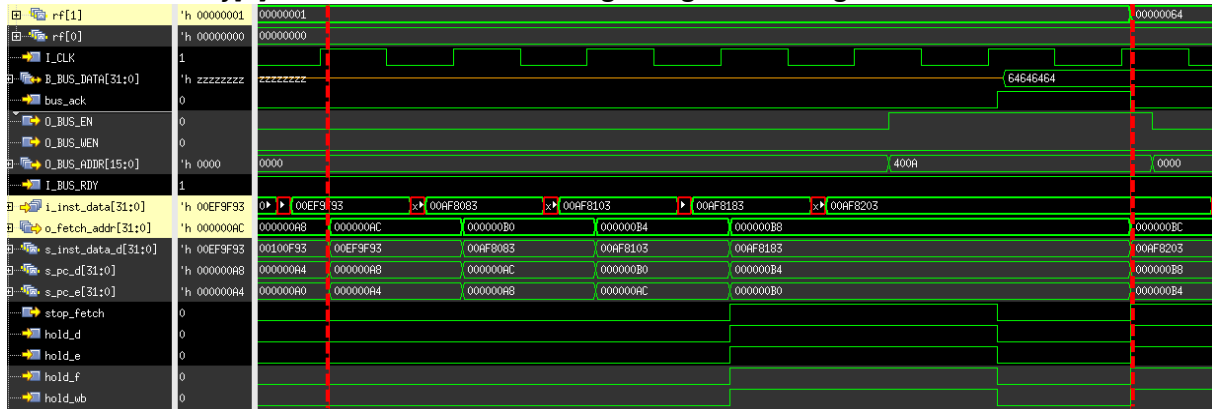 rf[1] 'h 00000001 00000001 00000064
rf[0] 'h 00000000 00000000
I_CLK 1
B_BUS_DATA[31:0] 'h zzzzzzzz zzzzzzzz 64646464
bus_ack 0
O_BUS_EN 0
O_BUS_WEN 0
O_BUS_ADDR[15:0] 'h 0000 0000 400A 0000
I_BUS_RDY 1
i_inst_data[31:0] 'h 00EF9F93 0 00EF9F93 x 00AF8083 x 00AF8103 00AF8183 x 00AF8203
o_fetch_addr[31:0] 'h 000000AC 000000A8 000000AC 000000B0 000000B4 000000B8 000000BC
s_inst_data_d[31:0] 'h 00EF9F93 00100F93 00EF9F93 00AF8083 00AF8103 00AF8183 00AF8203
s_pc_d[31:0] 'h 000000A8 000000A4 000000A8 000000AC 000000B0 000000B4 000000B8
s_pc_e[31:0] 'h 000000A4 000000A0 000000A4 000000A8 000000AC 000000B0 000000B4
stop_fetch 0
hold_d 0
hold_e 0
hold_f 0
hold_wb 0